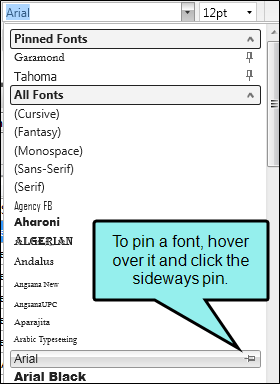 Arial 12pt
Pinned Fonts
Garamond
Tahoma
All Fonts
(Cursive)
(Fantasy)
(Monospace)
(Sans-Serif)
(Serif)
Agency FB
Aharoni
ALGERIAN
Andalus
Angsana New
AngsanaUPC
Aparajita
Arabic Typesetting
Arial
Arial Black
To pin a font, hover
over it and click the
sideways pin.